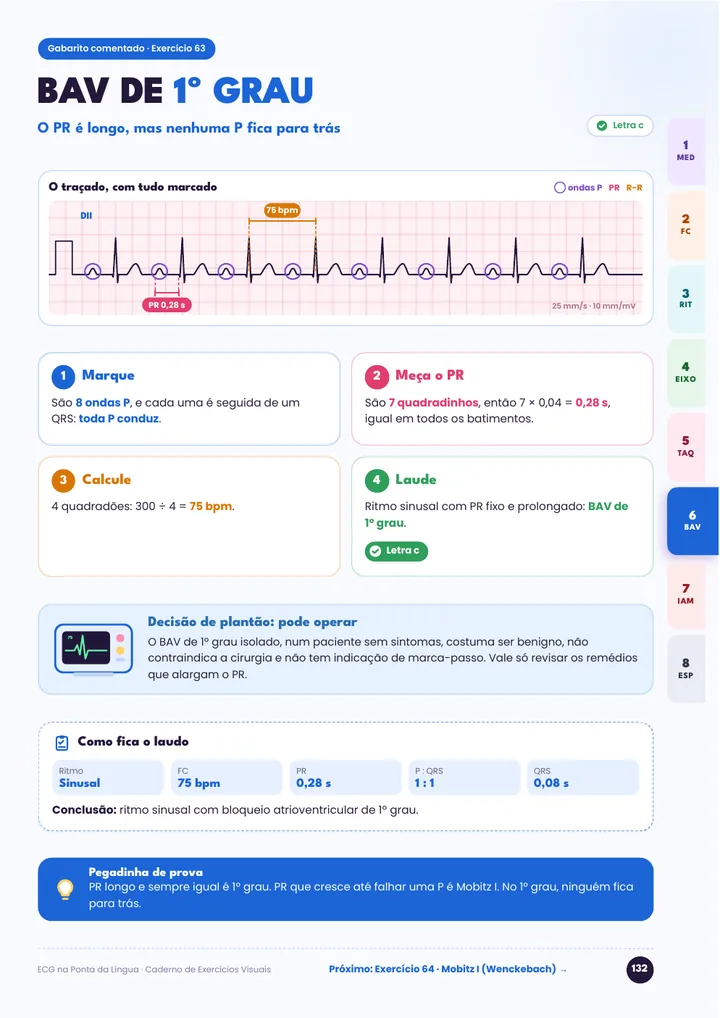 Gabarito comentado · Exercício 63
BAV DE 1º GRAU
O PR é longo, mas nenhuma P fica para trás
Letra c
O traçado, com tudo marcado
ondas P PR R–R
DII
75 bpm
PR 0,28 s
25 mm/s · 10 mm/mV
1 Marque
São 8 ondas P, e cada uma é seguida de um
QRS: toda P conduz.
2 Meça o PR
São 7 quadradinhos, então 7 × 0,04 = 0,28 s,
igual em todos os batimentos.
3 Calcule
4 quadradões: 300 ÷ 4 = 75 bpm.
4 Laude
Ritmo sinusal com PR fixo e prolongado: BAV de
1º grau.
Letra c
75
Decisão de plantão: pode operar
O BAV de 1º grau isolado, num paciente sem sintomas, costuma ser benigno, não
contraindica a cirurgia e não tem indicação de marca-passo. Vale só revisar os remédios
que alargam o PR.
Como fica o laudo
Ritmo
Sinusal
FC
75 bpm
PR
0,28 s
P : QRS
1 : 1
QRS
0,08 s
Conclusão: ritmo sinusal com bloqueio atrioventricular de 1º grau.
Pegadinha de prova
PR longo e sempre igual é 1º grau. PR que cresce até falhar uma P é Mobitz I. No 1º grau, ninguém fica
para trás.
ECG na Ponta da Língua · Caderno de Exercícios Visuais
Próximo: Exercício 64 · Mobitz I (Wenckebach) →
132
1
MED
2
FC
3
RIT
4
EIXO
5
TAQ
6
BAV
7
IAM
8
ESP